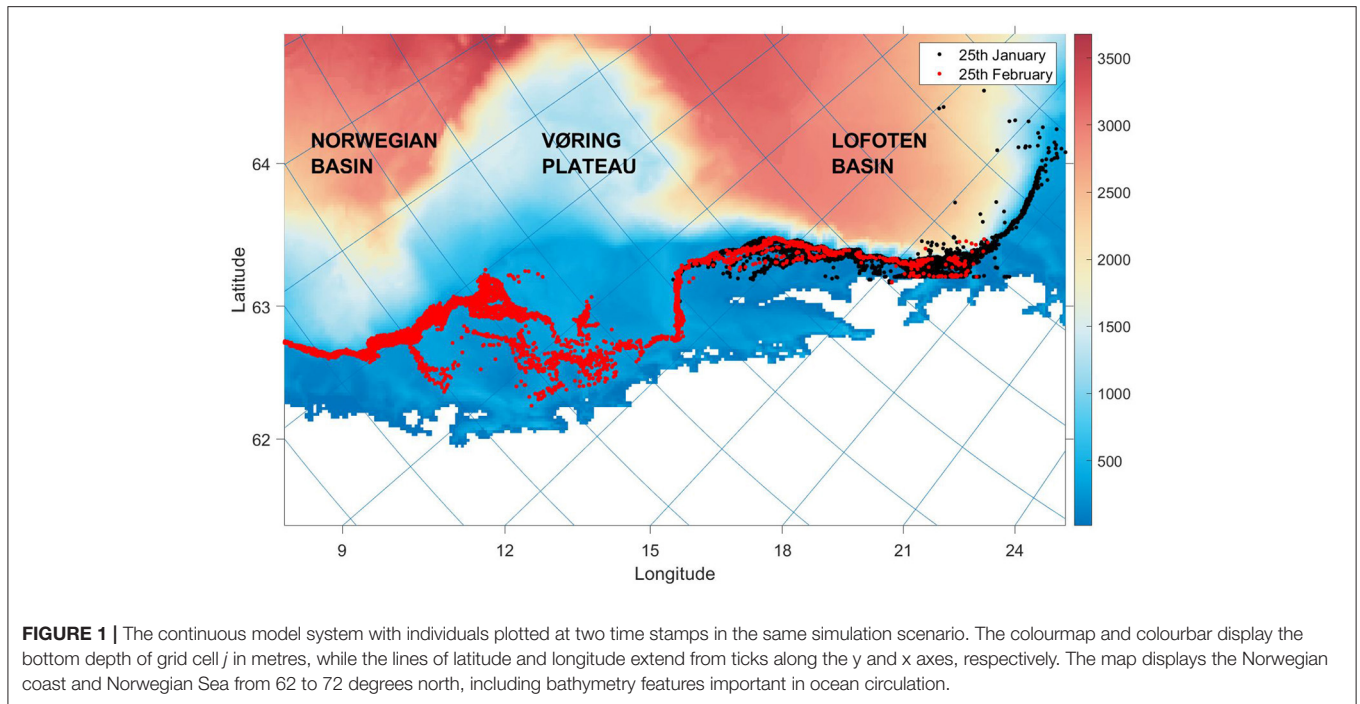 25th January
25th February
NORWEGIAN
BASIN
VØRING
PLATEAU
LOFOTEN
BASIN
64
63
62
Latitude
9
12
15
18
21
24
Longitude
3500
3000
2500
2000
1500
1000
500
FIGURE 1 | The continuous model system with individuals plotted at two time stamps in the same simulation scenario. The colourmap and colourbar display the
bottom depth of grid cell j in metres, while the lines of latitude and longitude extend from ticks along the y and x axes, respectively. The map displays the Norwegian
coast and Norwegian Sea from 62 to 72 degrees north, including bathymetry features important in ocean circulation.